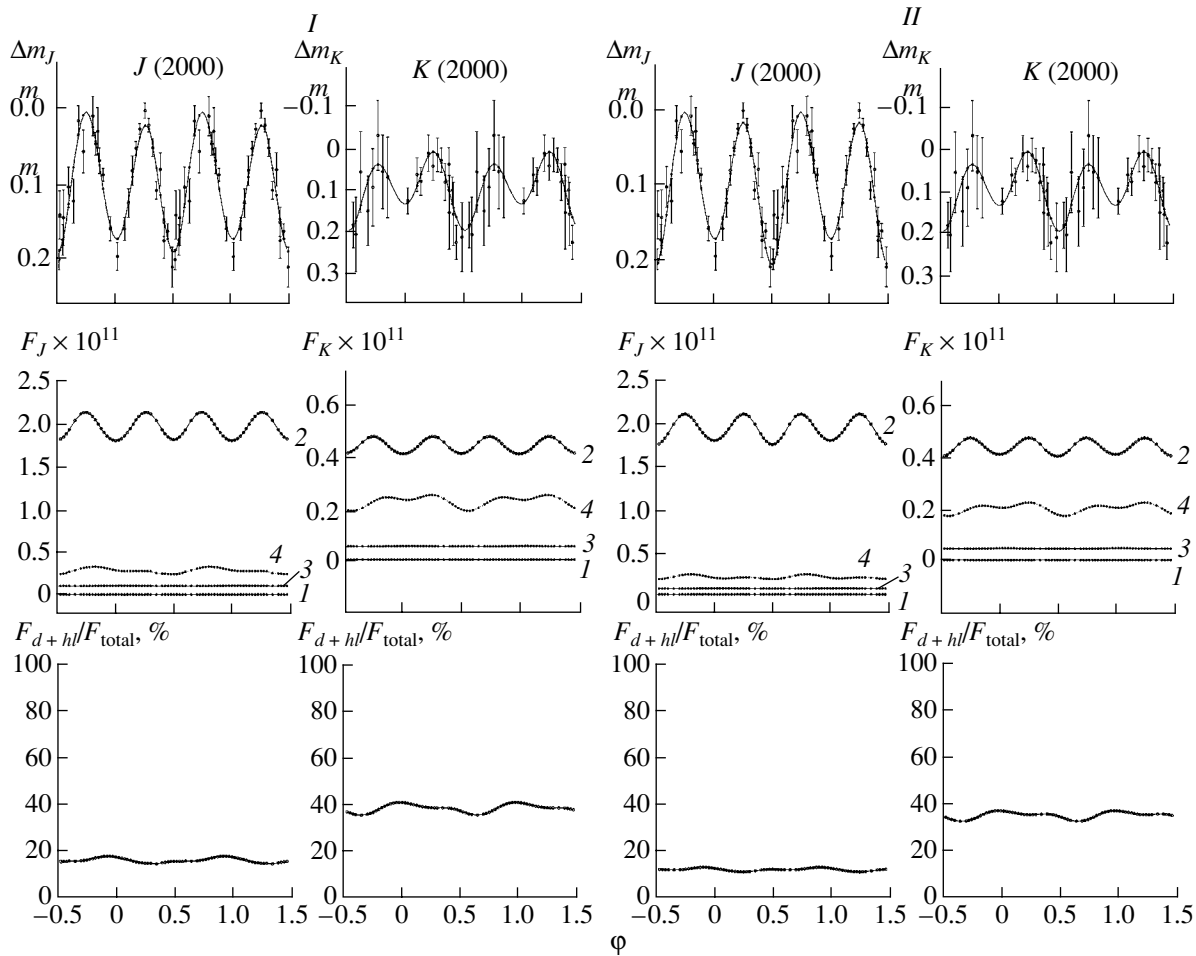 I II
Δm_J Δm_K Δm_J Δm_K
J (2000) K (2000) J (2000) K (2000)
m m m m
0.0 –0.1 0.0 –0.1
0 0
0.1 0.1 0.1 0.1
m m m m
0.2 0.2 0.2 0.2
0.3 0.3
F_J × 10^11 F_K × 10^11 F_J × 10^11 F_K × 10^11
2.5 0.6 2.5 0.6
2.0 2 2.0 2
1.5 0.4 2 1.5 0.4 2
1.0 0.2 4 1.0 0.2 4
0.5 4 3 3 0.5 4 3 3
0 1 0 1 0 1 0 1
F_{d + hl}/F_total, % F_{d + hl}/F_total, % F_{d + hl}/F_total, % F_{d + hl}/F_total, %
100 100 100 100
80 80 80 80
60 60 60 60
40 40 40 40
20 20 20 20
0 0 0 0
–0.5 0 0.5 1.0 1.5 0 0.5 1.0 1.5 –0.5 0 0.5 1.0 1.5 –0.5 0 0.5 1.0 1.5
φ